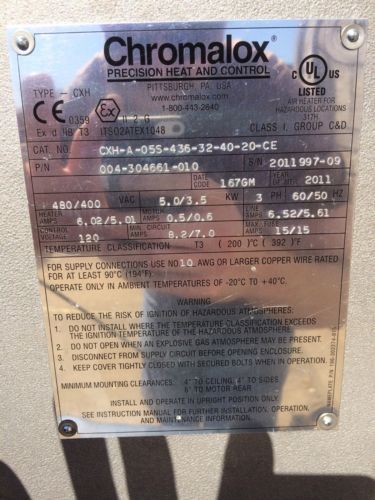 Chromalox®
PRECISION HEAT AND CONTROL
PITTSBURGH, PA. USA
www.chromalox.com
1-800-443-2640
C UL US
LISTED
AIR HEATER FOR
HAZARDOUS LOCATIONS
317H
TYPE - CXH
CE 0359 Ex
Ex d IIB T3 ITS02ATEX1048
CLASS I, GROUP C&D
CAT. NO. CXH-A-05S-436-32-40-20-CE
P/N 004-304661-010 S/N 2011997-09
DATE CODE 167GM YEAR OF MFG. 2011
480/400 VAC 5.0/3.5 KW 3 PH 60/50 HZ
HEATER AMPS 6.02/5.01 MOTOR AMPS 0.5/0.6 LINE AMPS 6.52/5.61
CONTROL VOLTAGE 120 MIN. CIRCUIT AMPS 8.2/7.0 AMPS 15/15
TEMPERATURE CLASSIFICATION T3 (200)°C (392)°F
FOR SUPPLY CONNECTIONS USE NO 10 AWG OR LARGER COPPER WIRE RATED
FOR AT LEAST 90°C (194°F)
OPERATE ONLY IN AMBIENT TEMPERATURES OF -20°C TO +40°C.
WARNING
TO REDUCE THE RISK OF IGNITION OF HAZARDOUS ATMOSPHERES:
1. DO NOT INSTALL WHERE THE TEMPERATURE CLASSIFICATION EXCEEDS
THE IGNITION TEMPERATURE OF THE HAZARDOUS ATMOSPHERE.
2. DO NOT OPEN WHEN AN EXPLOSIVE GAS ATMOSPHERE MAY BE PRESENT.
3. DISCONNECT FROM SUPPLY CIRCUIT BEFORE OPENING ENCLOSURE.
4. KEEP COVER TIGHTLY CLOSED WITH SECURED BOLTS WHEN IN OPERATION.
MINIMUM MOUNTING CLEARANCES: 4" TO CEILING, 4" TO SIDES
6" TO MOTOR REAR
INSTALL AND OPERATE IN UPRIGHT POSITION ONLY
SEE INSTRUCTION MANUAL FOR FURTHER INSTALLATION, OPERATION,
AND MAINTENANCE INFORMATION.
NAMEPLATE P/N